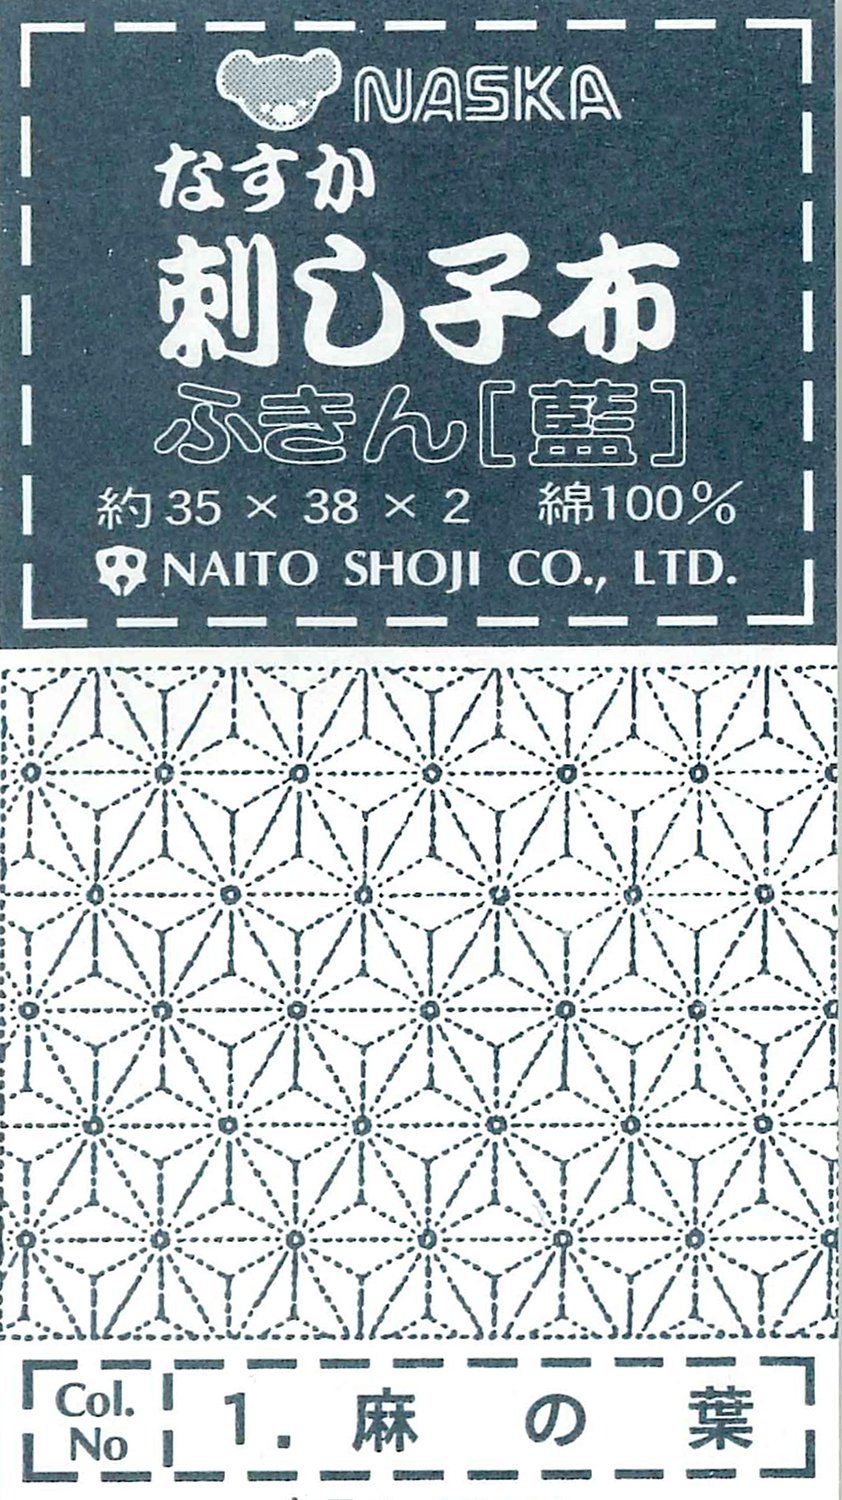 NASKA
なすか
刺し子布
ふきん[藍]
約35×38×2 綿100%
NAITO SHOJI CO., LTD.
Col. No
1. 麻の葉